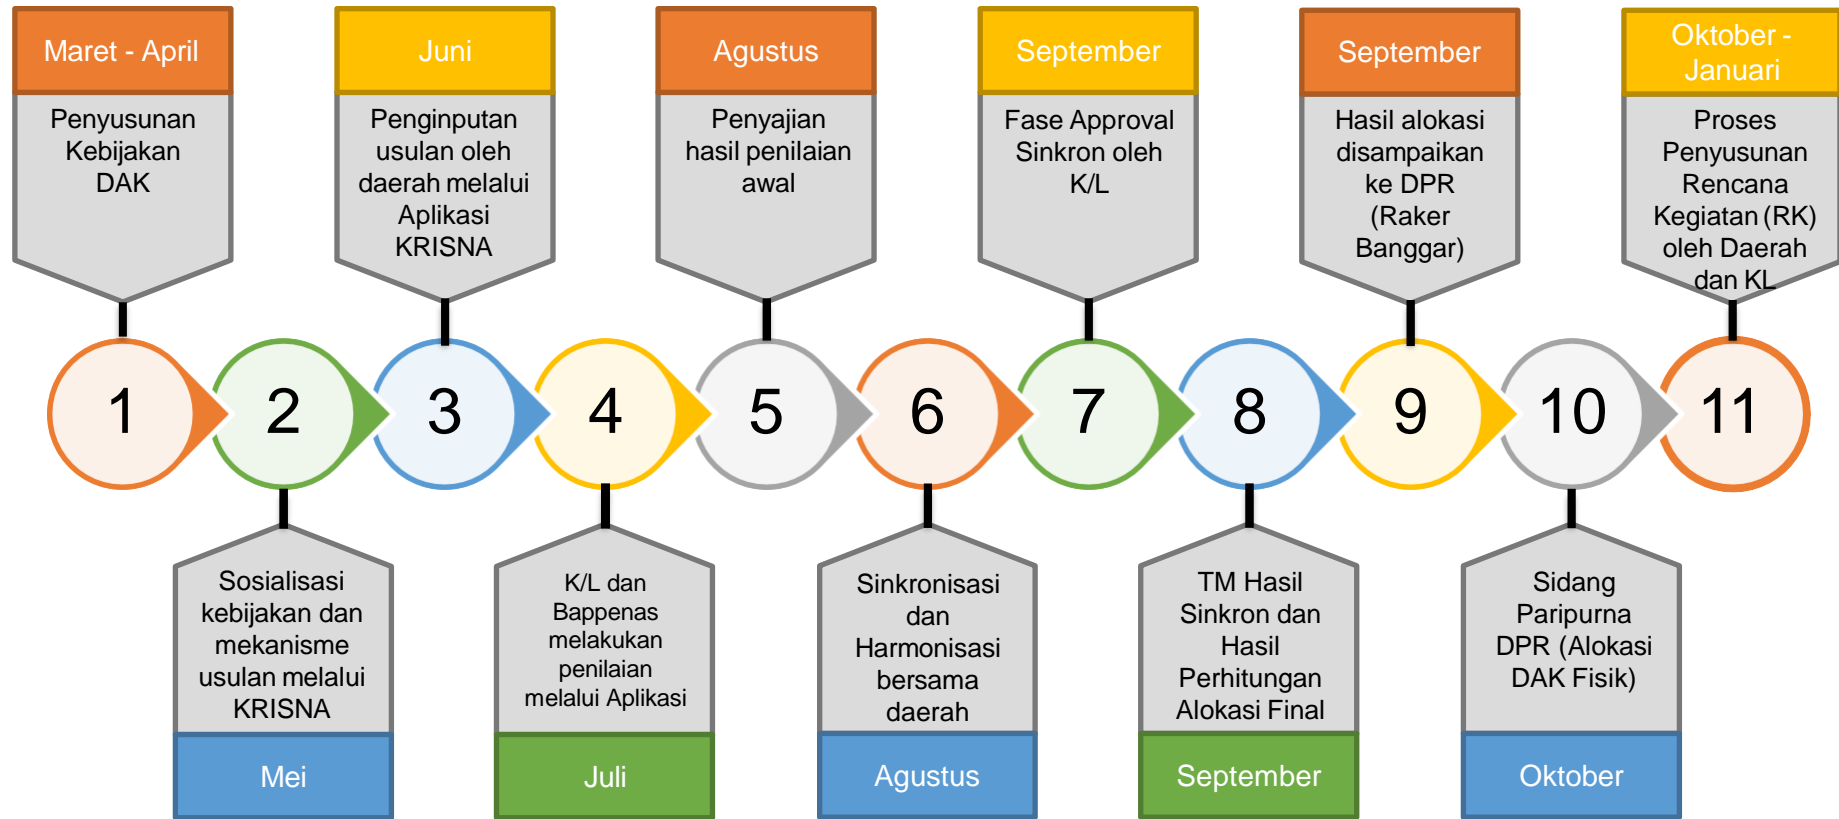 Maret - April
Penyusunan
Kebijakan
DAK
Juni
Penginputan
usulan oleh
daerah melalui
Aplikasi
KRISNA
Agustus
Penyajian
hasil penilaian
awal
September
Fase Approval
Sinkron oleh
K/L
September
Hasil alokasi
disampaikan
ke DPR
(Raker
Banggar)
Oktober -
Januari
Proses
Penyusunan
Rencana
Kegiatan (RK)
oleh Daerah
dan KL
1
2
3
4
5
6
7
8
9
10
11
Sosialisasi
kebijakan dan
mekanisme
usulan melalui
KRISNA
Mei
K/L dan
Bappenas
melakukan
penilaian
melalui Aplikasi
Juli
Sinkronisasi
dan
Harmonisasi
bersama
daerah
Agustus
TM Hasil
Sinkron dan
Hasil
Perhitungan
Alokasi Final
September
Sidang
Paripurna
DPR (Alokasi
DAK Fisik)
Oktober